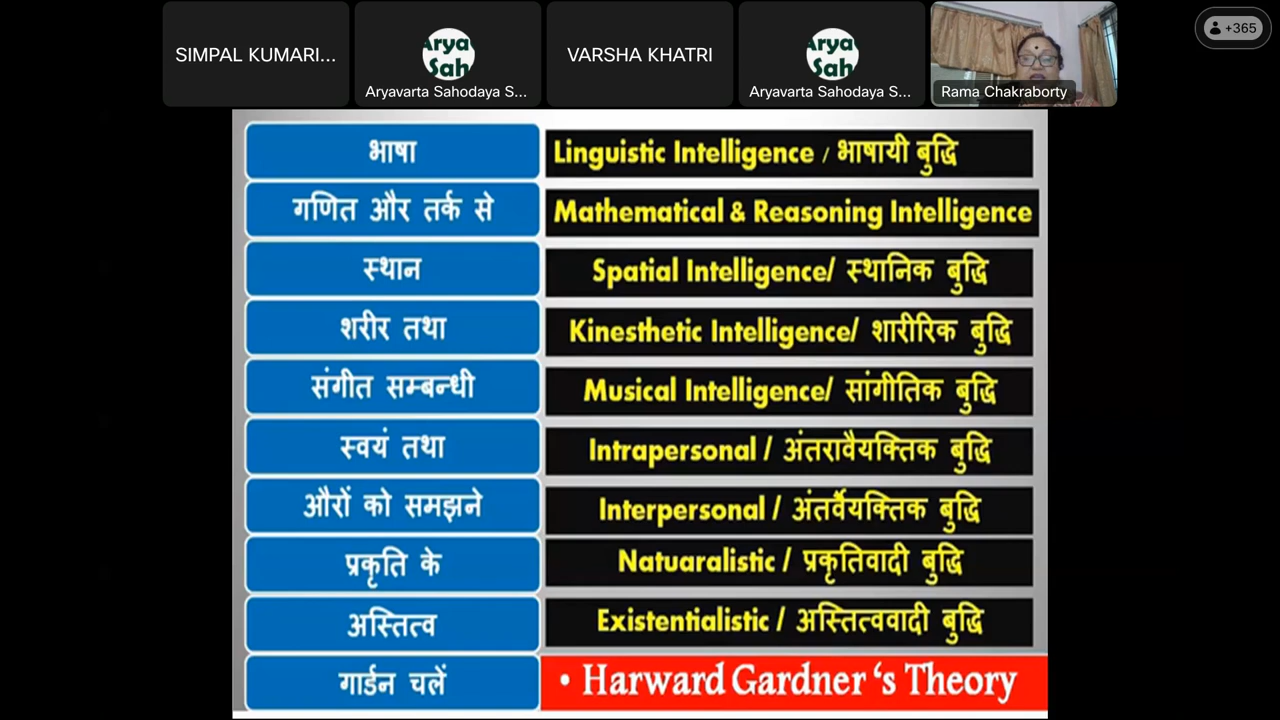 SIMPAL KUMARI...
Arya
Sah
Aryavarta Sahodaya S...
VARSHA KHATRI
Arya
Sah
Aryavarta Sahodaya S...
Rama Chakraborty
+365
भाषा Linguistic Intelligence / भाषायी बुद्धि
गणित और तर्क से Mathematical & Reasoning Intelligence
स्थान Spatial Intelligence/ स्थानिक बुद्धि
शरीर तथा Kinesthetic Intelligence/ शारीरिक बुद्धि
संगीत सम्बन्धी Musical Intelligence/ सांगीतिक बुद्धि
स्वयं तथा Intrapersonal / अंतरावैयक्तिक बुद्धि
औरों को समझने Interpersonal / अंतर्वैयक्तिक बुद्धि
प्रकृति के Natuaralistic / प्रकृतिवादी बुद्धि
अस्तित्व Existentialistic / अस्तित्ववादी बुद्धि
गार्डन चलें • Harward Gardner ‘s Theory